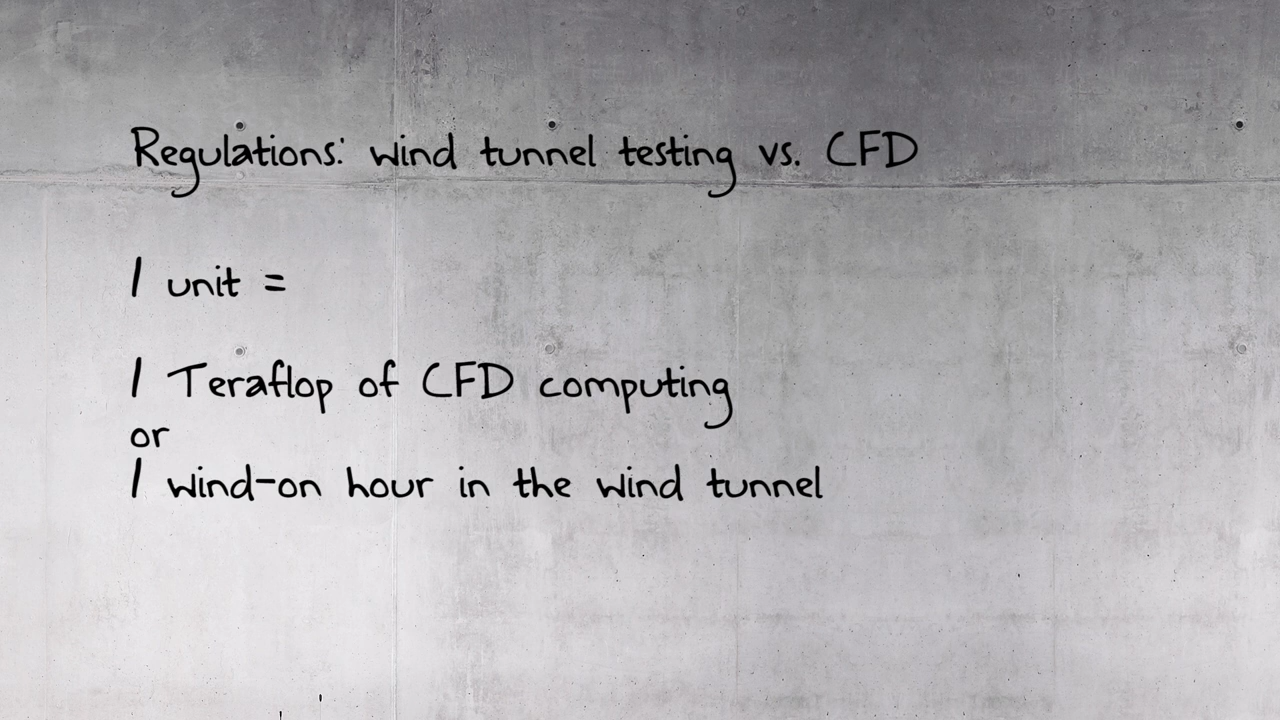 Regulations: wind tunnel testing vs. CFD
1 unit =
1 Teraflop of CFD computing
or
1 wind-on hour in the wind tunnel